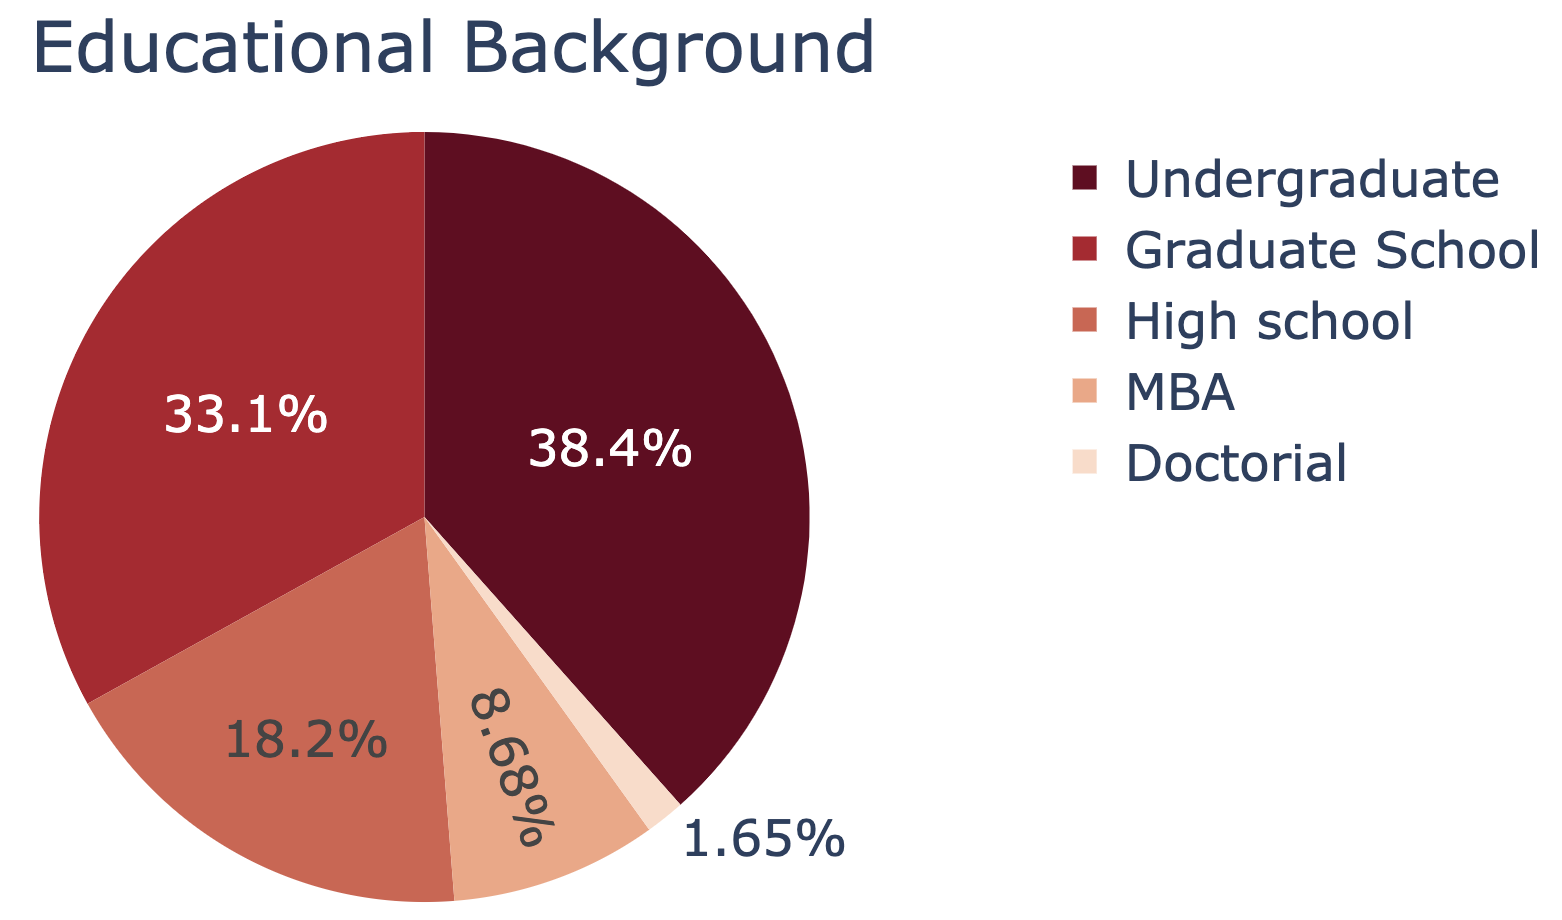 Educational Background
33.1%
38.4%
18.2%
8.68%
1.65%
Undergraduate
Graduate School
High school
MBA
Doctorial